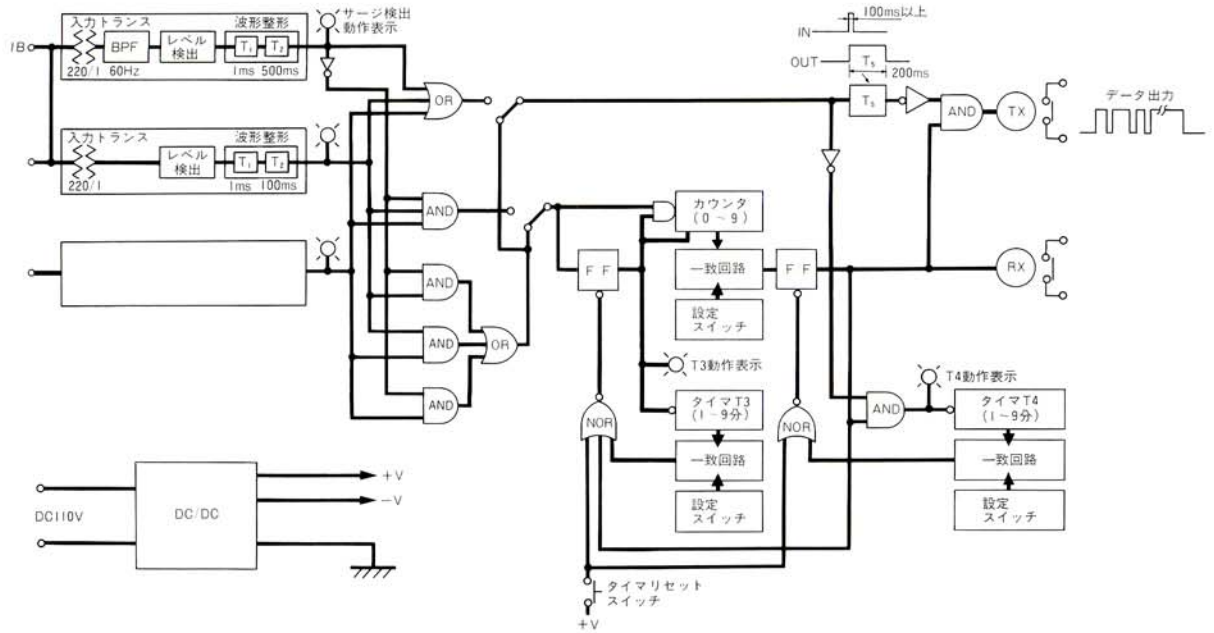 入力トランス
波形整形
IB
BPF
レベル
検出
T₁
T₂
220/1
60Hz
1ms
500ms
サージ検出
動作表示
100ms以上
IN
OUT
T₅
200ms
T₅
AND
TX
データ出力
OR
入力トランス
波形整形
レベル
検出
T₁
T₂
220/1
1ms
100ms
AND
カウンタ
(0~9)
FF
一致回路
FF
RX
設定
スイッチ
AND
AND
OR
AND
T3動作表示
T4動作表示
タイマT3
(1~9分)
AND
タイマT4
(1~9分)
NOR
NOR
一致回路
一致回路
設定
スイッチ
設定
スイッチ
DC110V
DC/DC
+V
-V
タイマリセット
スイッチ
+V